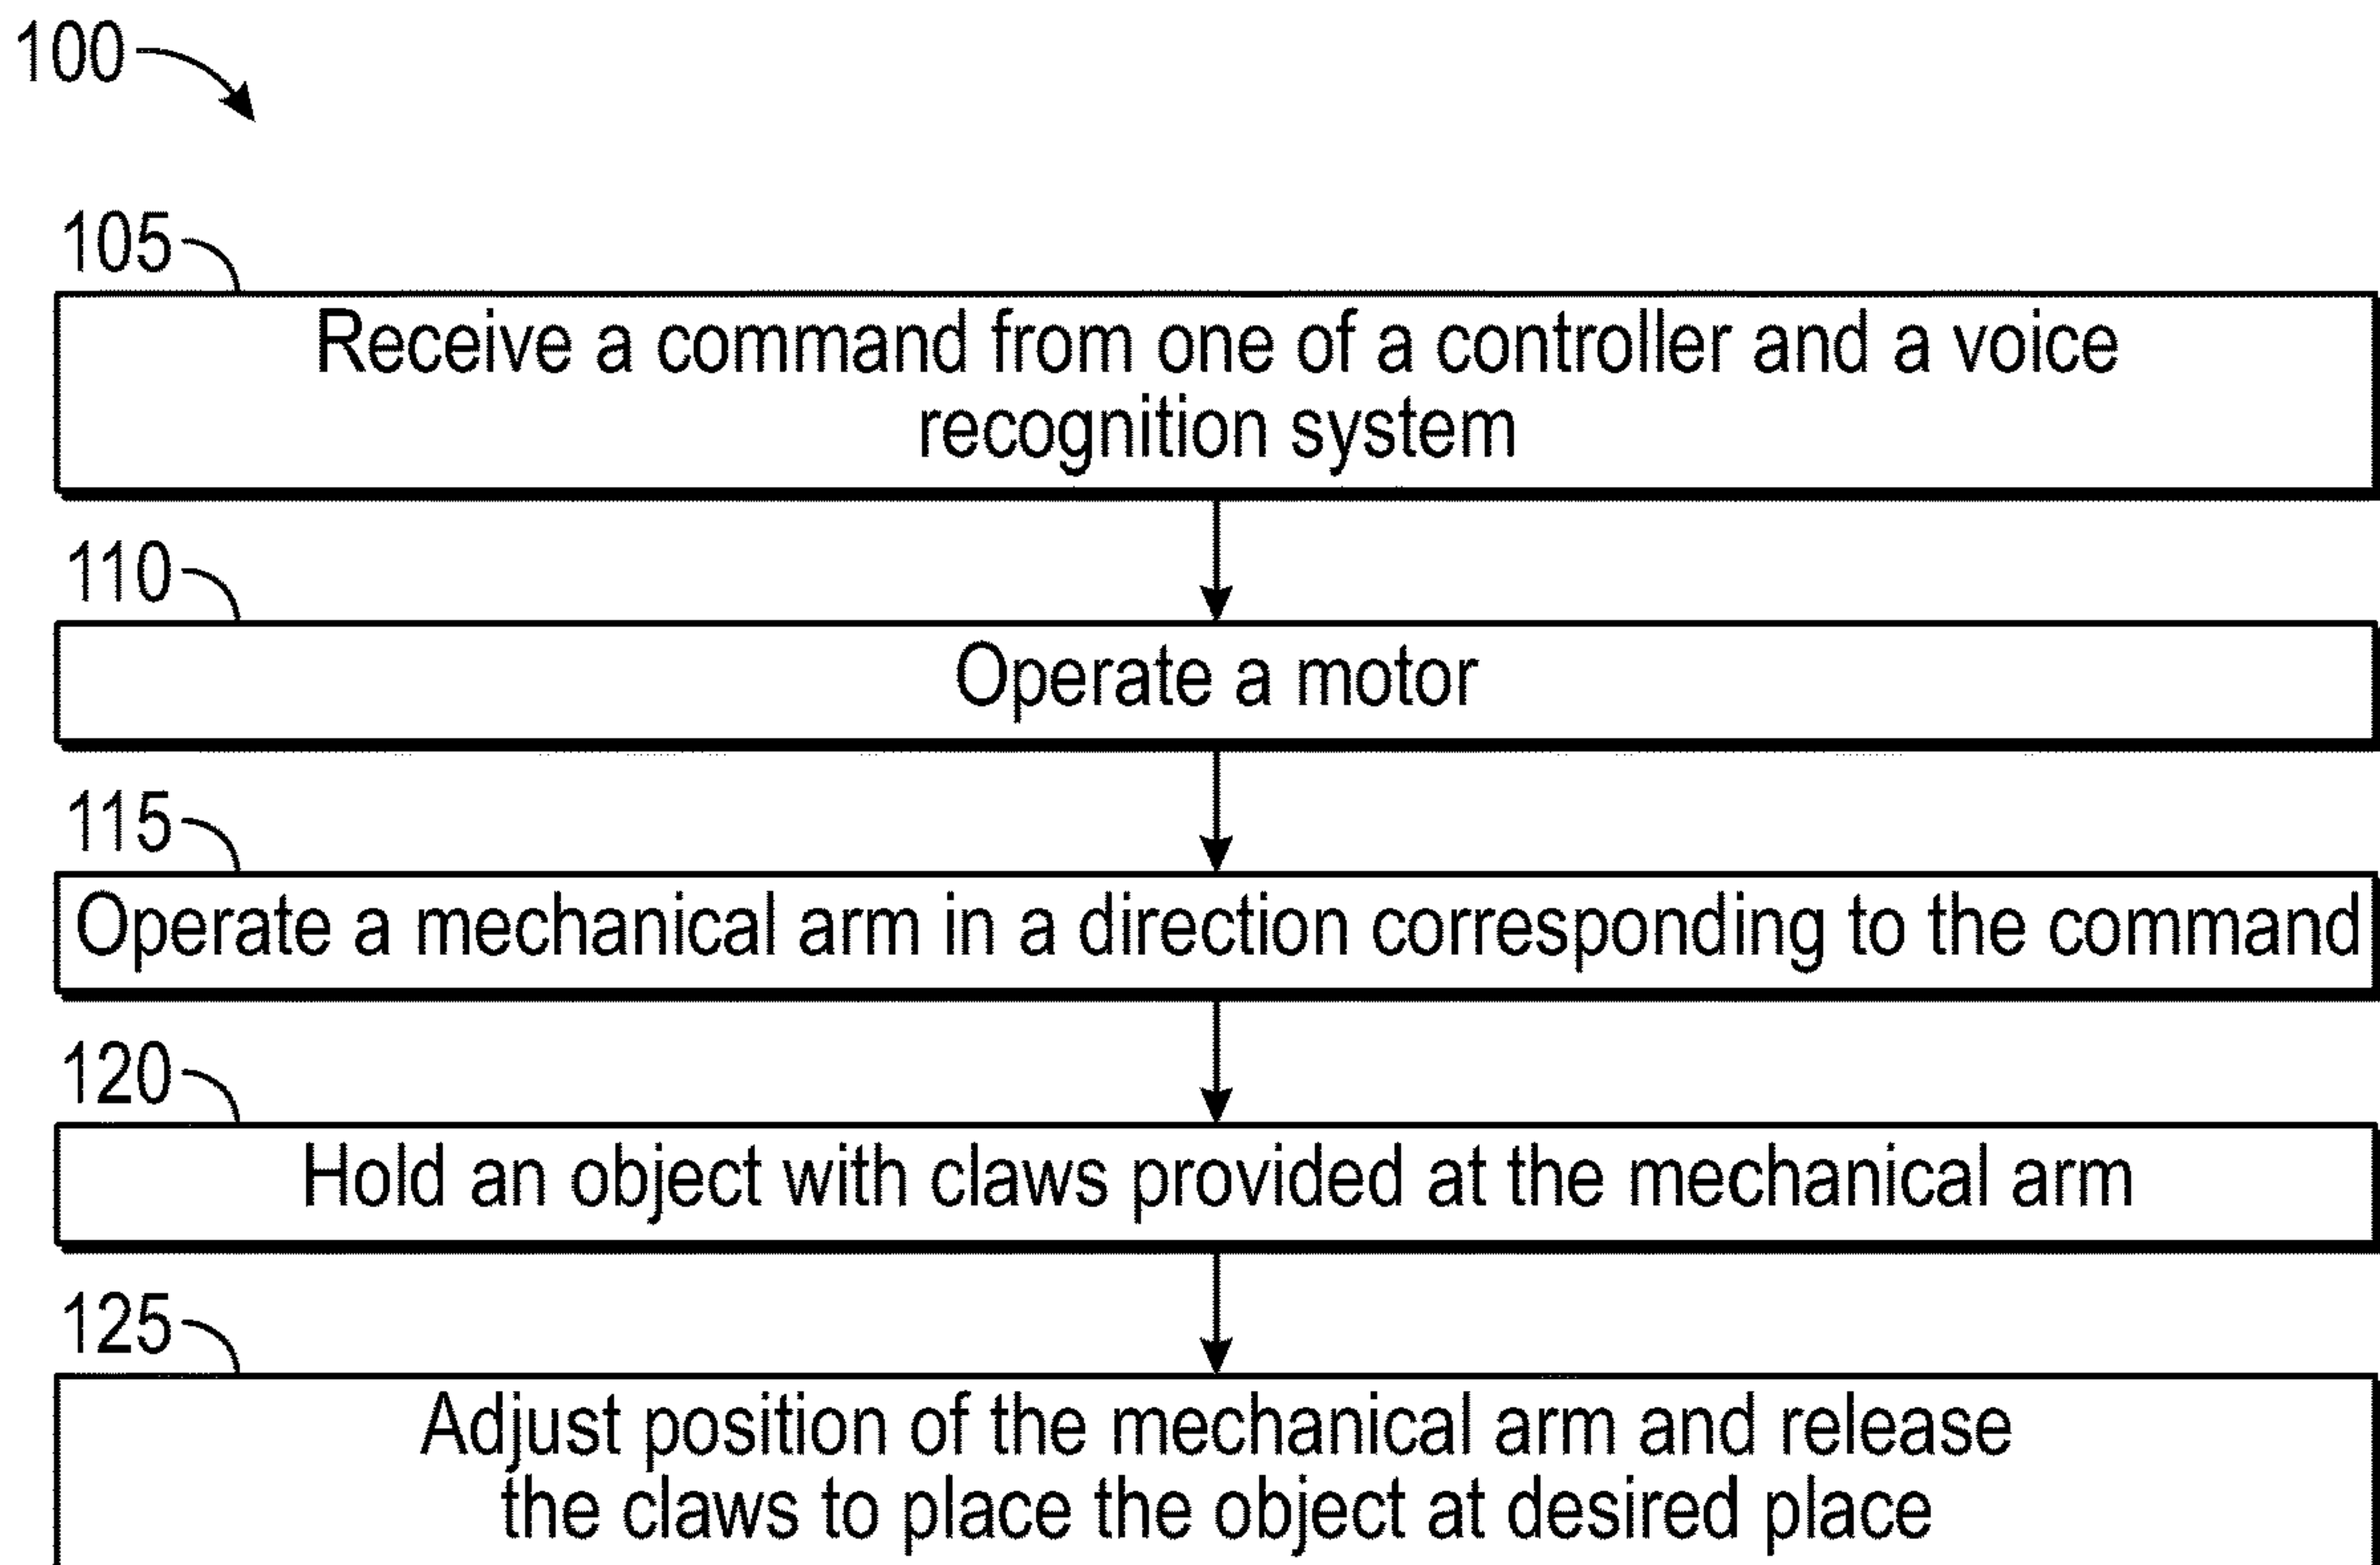 100
105
Receive a command from one of a controller and a voice
recognition system
110
Operate a motor
115
Operate a mechanical arm in a direction corresponding to the command
120
Hold an object with claws provided at the mechanical arm
125
Adjust position of the mechanical arm and release
the claws to place the object at desired place